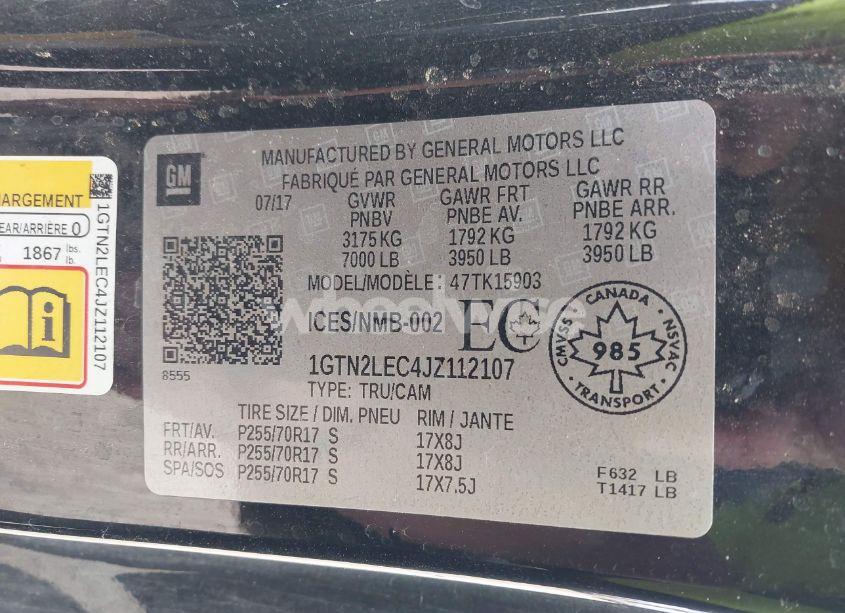 HARGEMENT
EAR/ARRIÈRE 0
1867 lbs.
lb.
1GTN2LEC4JZ112107
GM
MANUFACTURED BY GENERAL MOTORS LLC
FABRIQUÉ PAR GENERAL MOTORS LLC
07/17 GVWR GAWR FRT GAWR RR
PNBV PNBE AV. PNBE ARR.
3175 KG 1792 KG 1792 KG
7000 LB 3950 LB 3950 LB
MODEL/MODÈLE: 47TK15903
ICES/NMB-002 EC
CANADA
CMVSS 985 NSVAC
TRANSPORT
8555
1GTN2LEC4JZ112107
TYPE: TRU/CAM
TIRE SIZE / DIM. PNEU RIM / JANTE
FRT/AV. P255/70R17 S 17X8J
RR/ARR. P255/70R17 S 17X8J
SPA/SOS P255/70R17 S 17X7.5J
F632 LB
T1417 LB